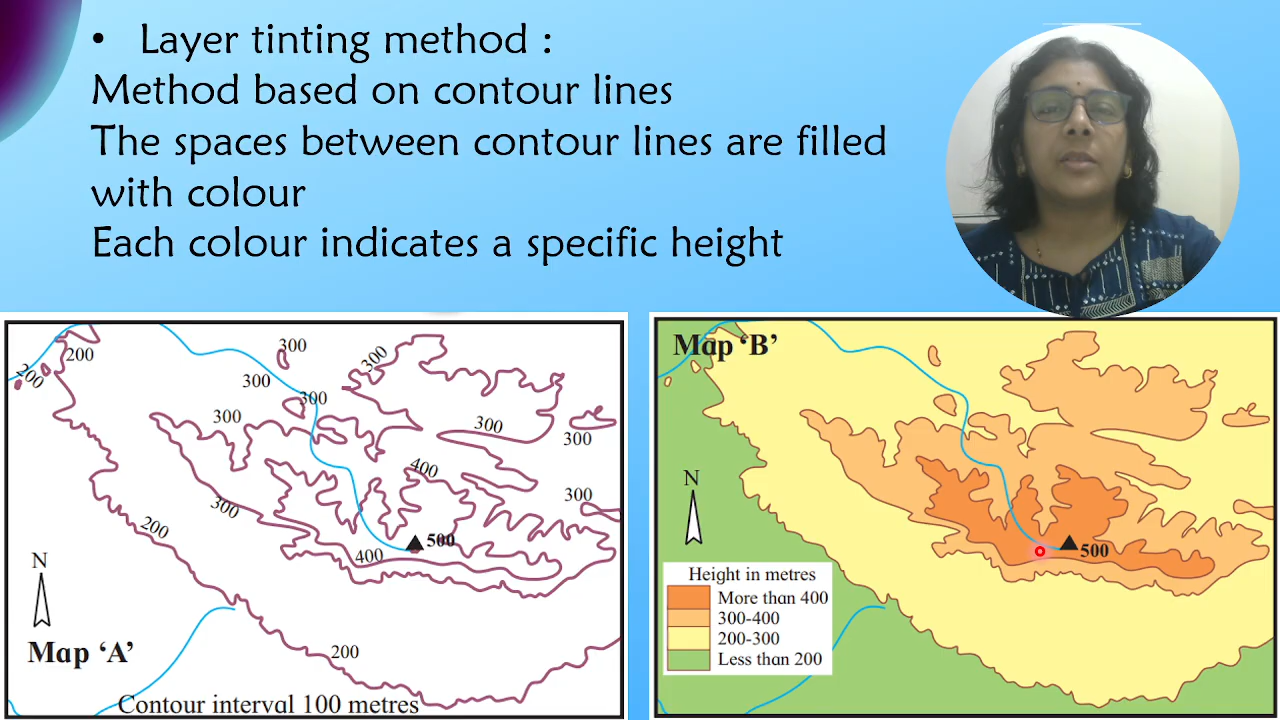 • Layer tinting method :
Method based on contour lines
The spaces between contour lines are filled
with colour
Each colour indicates a specific height
200
200
300
300
300
300
300
300
300
300
400
300
200
400
500
N
Map ‘A’
200
Contour interval 100 metres
Map ‘B’
N
500
Height in metres
More than 400
300-400
200-300
Less than 200